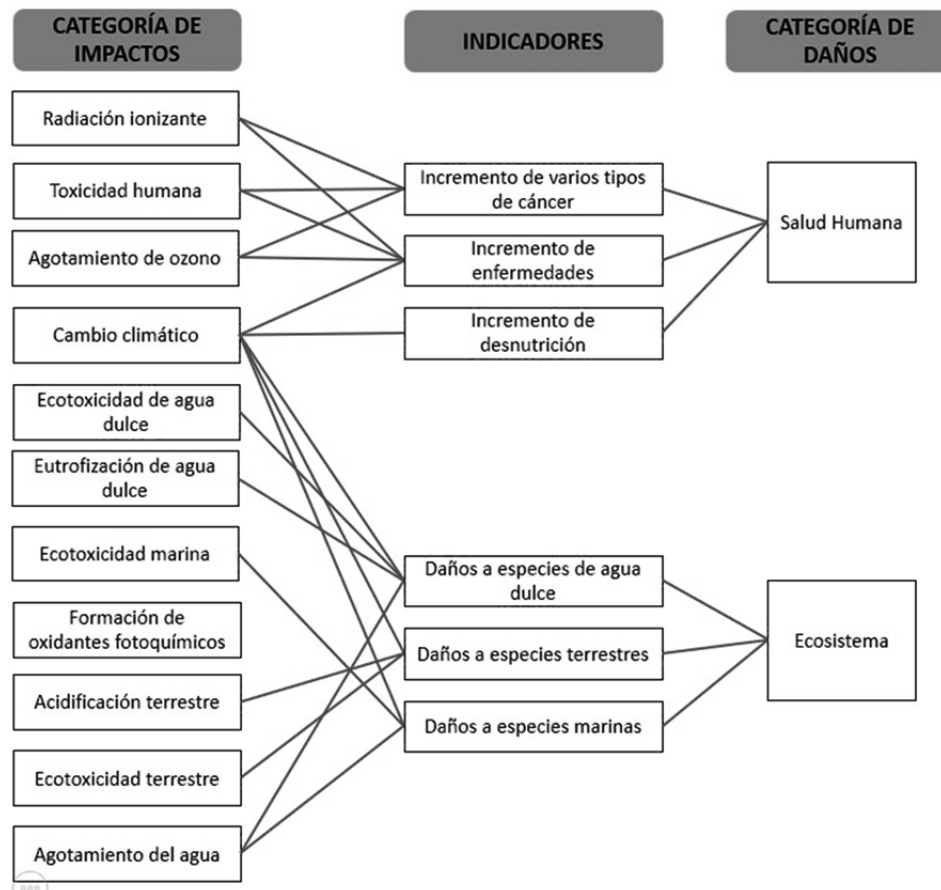 CATEGORÍA DE
IMPACTOS
INDICADORES
CATEGORÍA DE
DAÑOS
Radiación ionizante
Toxicidad humana
Agotamiento de ozono
Cambio climático
Ecotoxicidad de agua
dulce
Eutrofización de agua
dulce
Ecotoxicidad marina
Formación de
oxidantes fotoquímicos
Acidificación terrestre
Ecotoxicidad terrestre
Agotamiento del agua
Incremento de varios tipos
de cáncer
Incremento de
enfermedades
Incremento de
desnutrición
Daños a especies de agua
dulce
Daños a especies terrestres
Daños a especies marinas
Salud Humana
Ecosistema